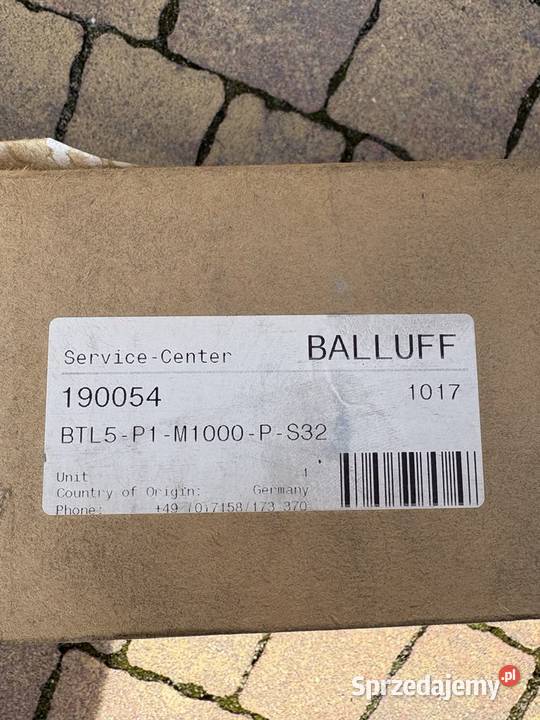 Service-Center BALLUFF
190054 1017
BTL5-P1-M1000-P-S32
Unit 1
Country of Origin: Germany
Phone: +49 (0)7158/173 370
Sprzedajemy.pl